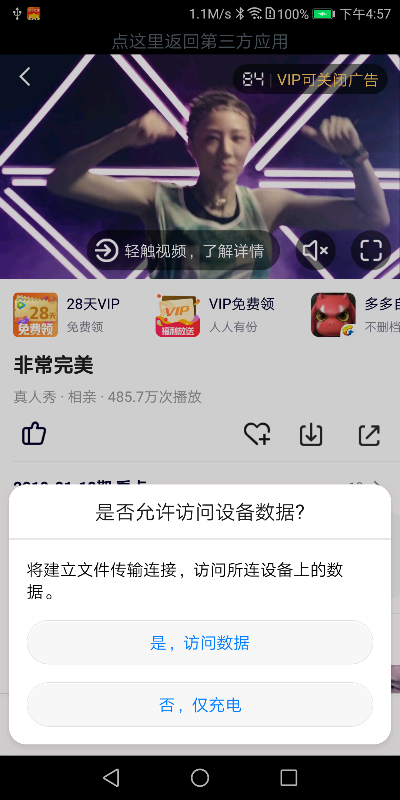 1.1M/s 100% 下午4:57
点这里返回第三方应用
84 VIP可关闭广告
轻触视频，了解详情
28天VIP
免费领
VIP免费领
人人有份
多多自
不删档
28天
免费领
VIP
福利放送
非常完美
真人秀 · 相亲 · 485.7万次播放
是否允许访问设备数据?
将建立文件传输连接，访问所连设备上的数
据。
是，访问数据
否，仅充电